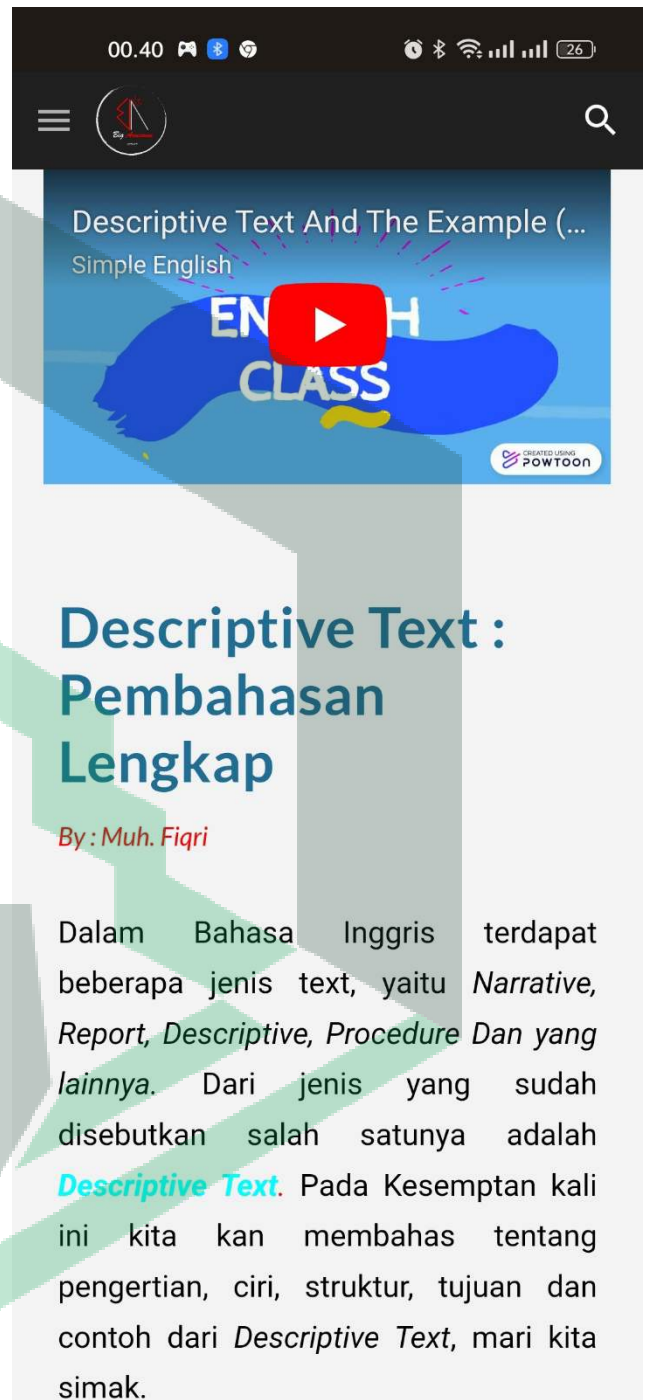 00.40
26
Big
Descriptive Text And The Example (...
Simple English
EN H
CLASS
CREATED USING
POWTOON
Descriptive Text :
Pembahasan
Lengkap
By : Muh. Fiqri
Dalam Bahasa Inggris terdapat
beberapa jenis text, yaitu Narrative,
Report, Descriptive, Procedure Dan yang
lainnya. Dari jenis yang sudah
disebutkan salah satunya adalah
Descriptive Text. Pada Kesemptan kali
ini kita kan membahas tentang
pengertian, ciri, struktur, tujuan dan
contoh dari Descriptive Text, mari kita
simak.